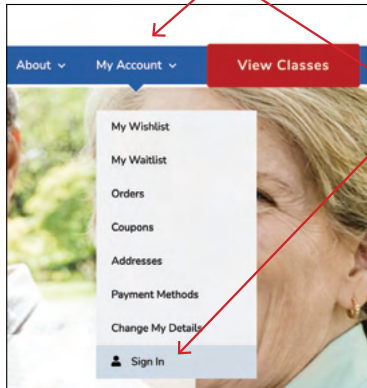 About My Account View Classes
My Wishlist
My Waitlist
Orders
Coupons
Addresses
Payment Methods
Change My Details
Sign In